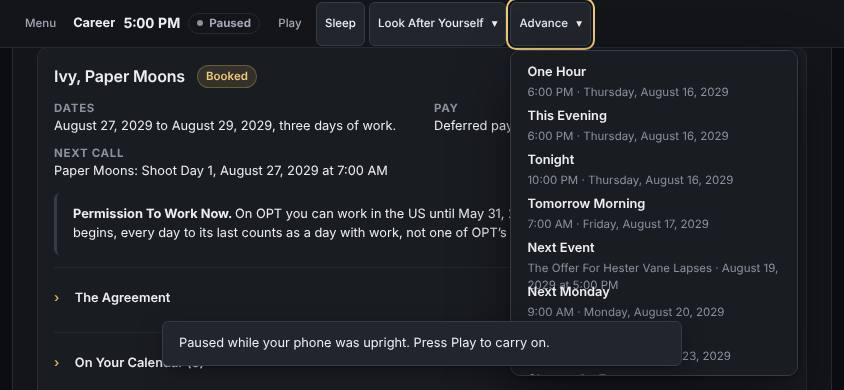 Menu Career 5:00 PM Paused Play Sleep Look After Yourself ▾ Advance ▾
Ivy, Paper Moons Booked
DATES
August 27, 2029 to August 29, 2029, three days of work.
PAY
Deferred pay
NEXT CALL
Paper Moons: Shoot Day 1, August 27, 2029 at 7:00 AM
Permission To Work Now. On OPT you can work in the US until May 31,
begins, every day to its last counts as a day with work, not one of OPT's
› The Agreement
› On Your
One Hour
6:00 PM · Thursday, August 16, 2029
This Evening
6:00 PM · Thursday, August 16, 2029
Tonight
10:00 PM · Thursday, August 16, 2029
Tomorrow Morning
7:00 AM · Friday, August 17, 2029
Next Event
The Offer For Hester Vane Lapses · August 19,
2029 at 5:00 PM
Next Monday
9:00 AM · Monday, August 20, 2029
23, 2029
Paused while your phone was upright. Press Play to carry on.